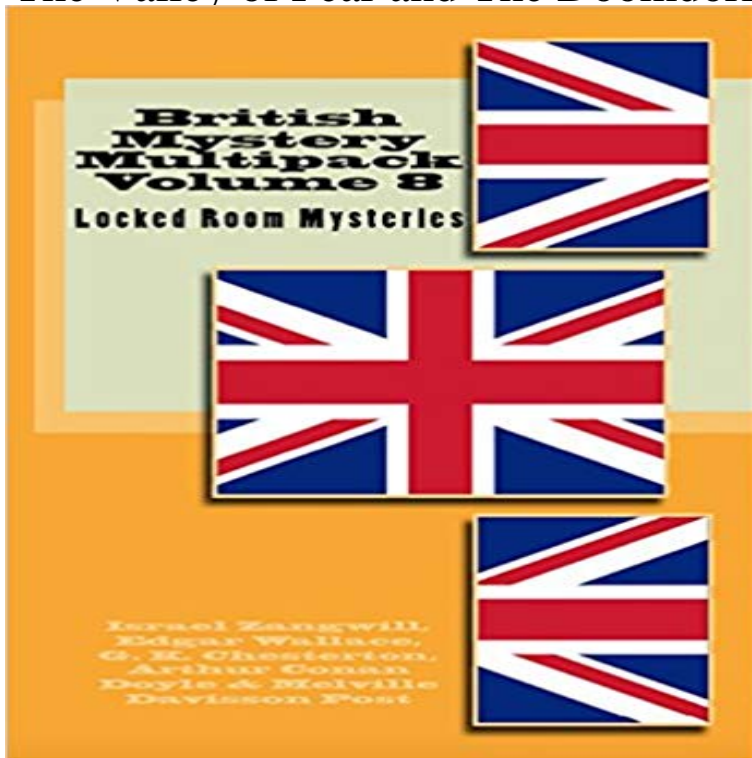 British
Mystery
Multipack
Volume 8
Locked Room Mysteries
Israel Zangwill,
Edgar Wallace,
G. K. Chesterton,
Arthur Conan
Doyle & Melville
Davisson Post